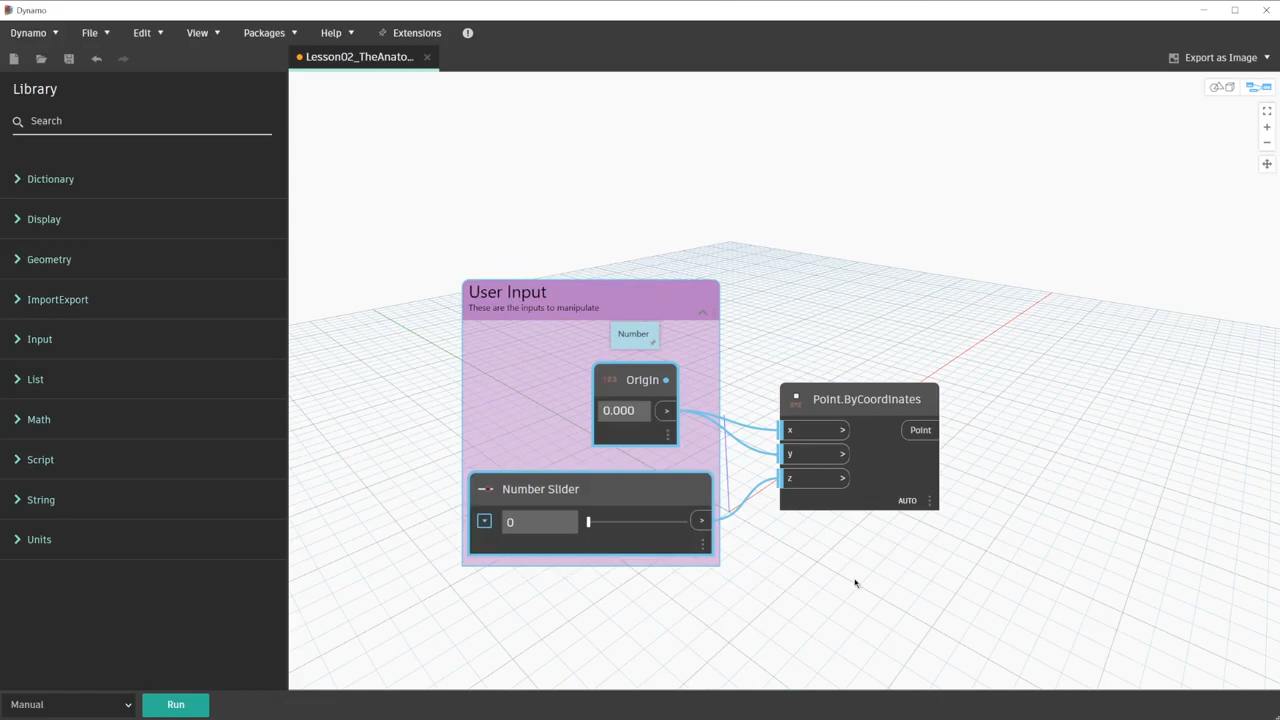 Dynamo
Dynamo File Edit View Packages Help Extensions
Lesson02_TheAnato...
Export as Image
Library
Search
Dictionary
Display
Geometry
ImportExport
Input
List
Math
Script
String
Units
User Input
These are the inputs to manipulate
Number
123 Origin
0.000 >
Number Slider
0 >
XYZ Point.ByCoordinates
x > Point
y >
z >
AUTO
Manual Run